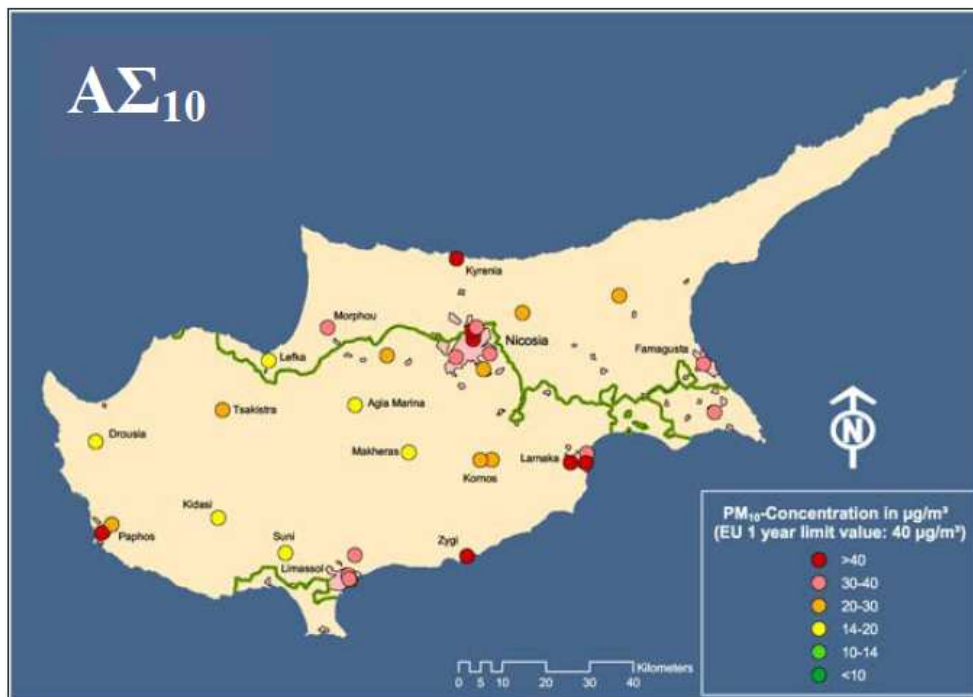 ΑΣ₁₀
Kyrenia
Morphou
Nicosia
Lefka
Famagusta
Tsakistra
Agia Marina
Drousia
Makheras
Larnaka
Kornos
Kidasi
Paphos
Suni
Zygi
Limassol
N
PM₁₀-Concentration in µg/m³
(EU 1 year limit value: 40 µg/m³)
>40
30-40
20-30
14-20
10-14
<10
Kilometers
0 5 10 20 30 40